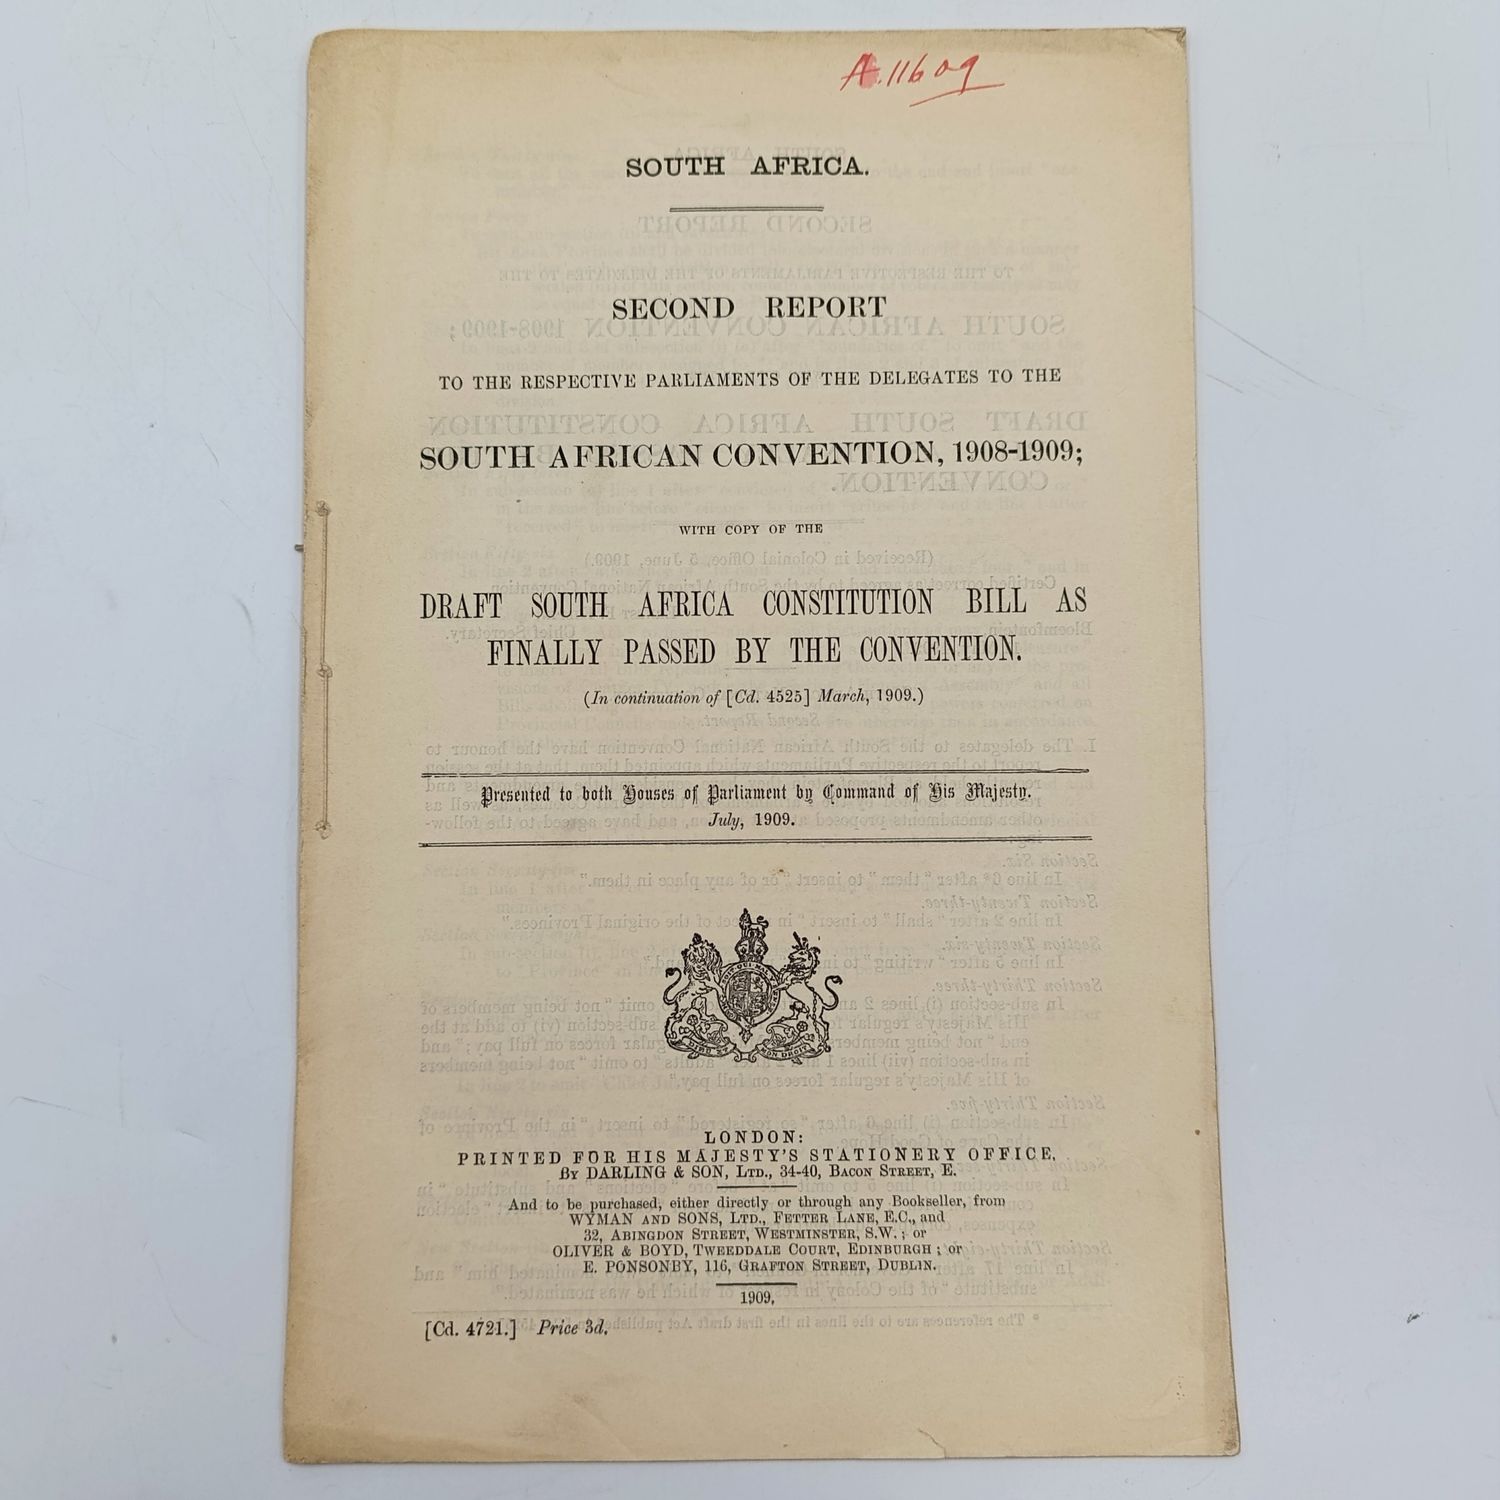 A.11609
SOUTH AFRICA.
SECOND REPORT
TO THE RESPECTIVE PARLIAMENTS OF THE DELEGATES TO THE
SOUTH AFRICAN CONVENTION, 1908-1909;
WITH COPY OF THE
DRAFT SOUTH AFRICA CONSTITUTION BILL AS
FINALLY PASSED BY THE CONVENTION.
(In continuation of [Cd. 4525] March, 1909.)
Presented to both Houses of Parliament by Command of His Majesty.
July, 1909.
DIEU ET MON DROIT
LONDON:
PRINTED FOR HIS MAJESTY'S STATIONERY OFFICE,
BY DARLING & SON, LTD., 34-40, BACON STREET, E.
And to be purchased, either directly or through any Bookseller, from
WYMAN AND SONS, LTD., FETTER LANE, E.C., and
32, ABINGDON STREET, WESTMINSTER, S.W.; or
OLIVER & BOYD, TWEEDDALE COURT, EDINBURGH; or
E. PONSONBY, 116, GRAFTON STREET, DUBLIN.
1909.
[Cd. 4721.] Price 3d.